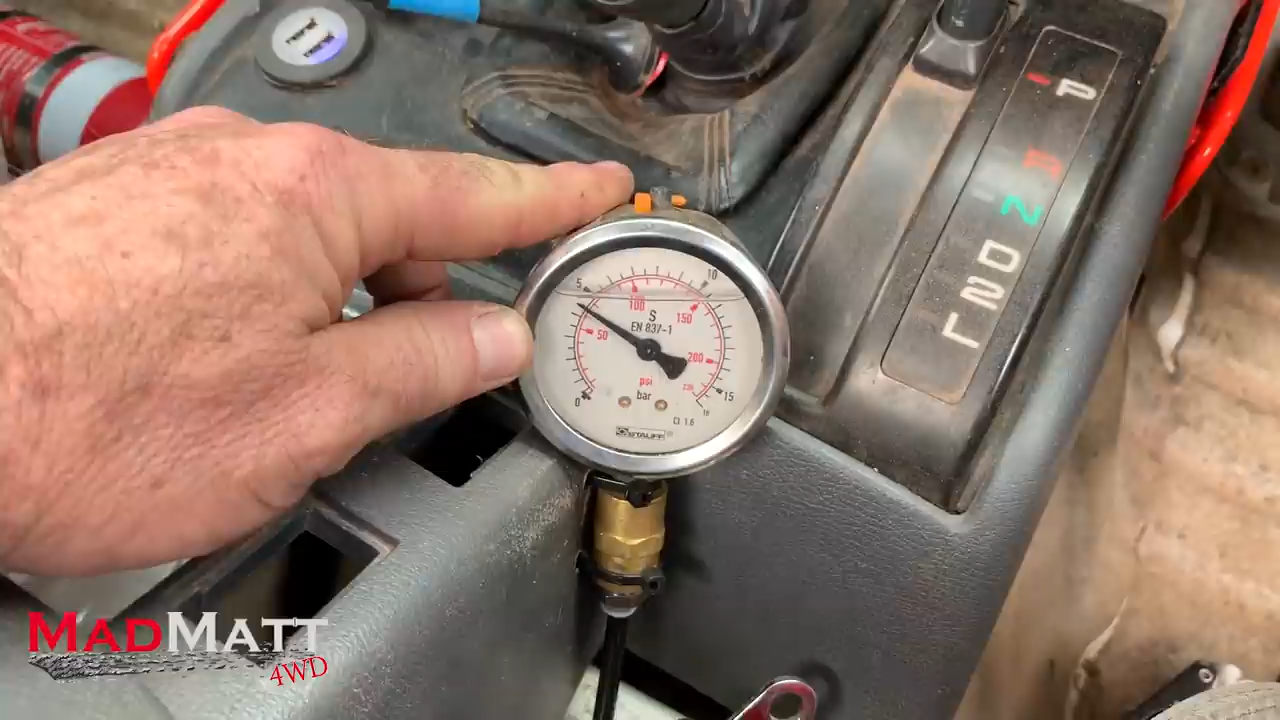 P
R
N
D
2
L
5
10
100
150
S
EN 837-1
50
200
psi
bar
0
15
16
CL 1.6
STAUFF
MADMATT
4WD